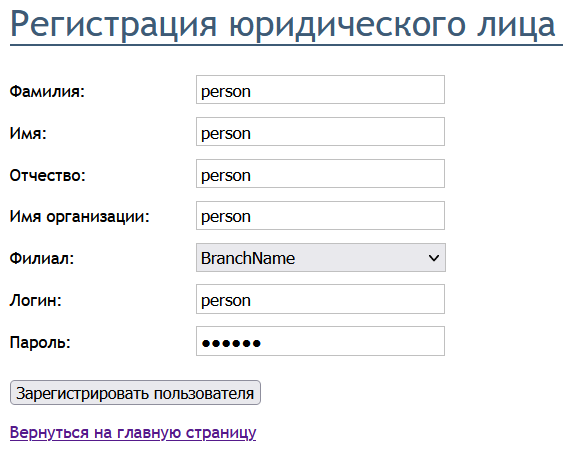 Регистрация юридического лица
Фамилия: person
Имя: person
Отчество: person
Имя организации: person
Филиал: BranchName
Логин: person
Пароль: ●●●●●●
Зарегистрировать пользователя
Вернуться на главную страницу